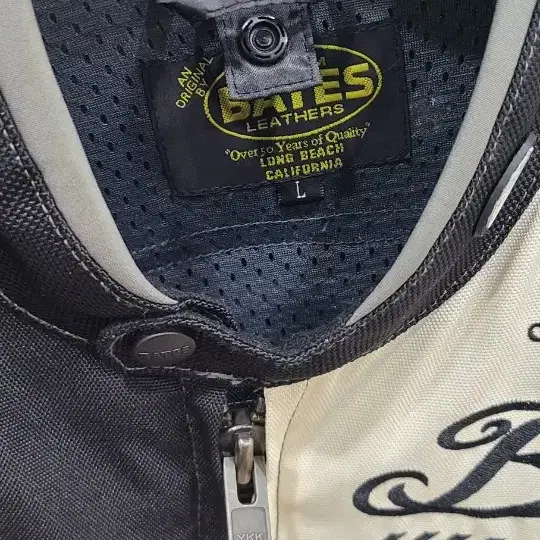 AN
ORIGINAL
BY
BATES
LEATHERS
"Over 50 Years of Quality"
LONG BEACH
CALIFORNIA
L
BATES
YKK